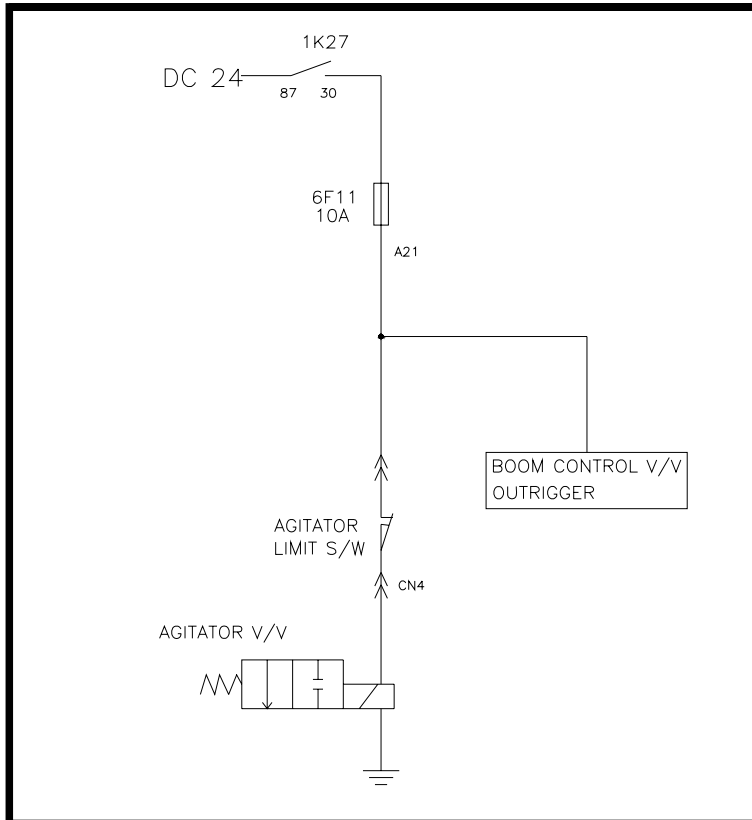 1K27
DC 24
87 30
6F11
10A
A21
BOOM CONTROL V/V
OUTRIGGER
AGITATOR
LIMIT S/W
CN4
AGITATOR V/V